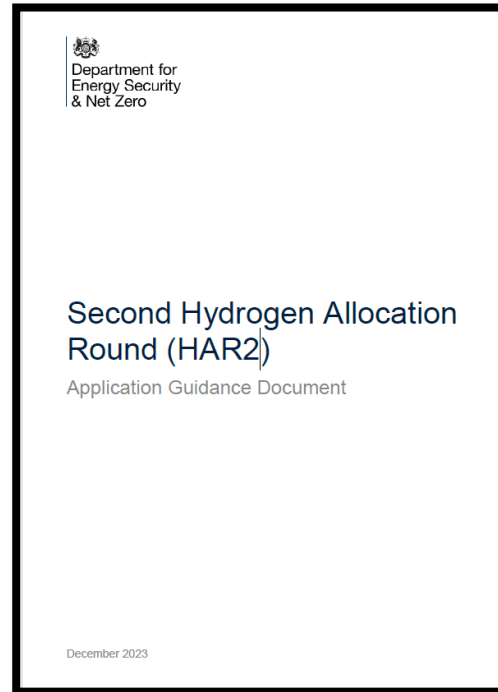 Department for
Energy Security
& Net Zero
Second Hydrogen Allocation
Round (HAR2)
Application Guidance Document
December 2023